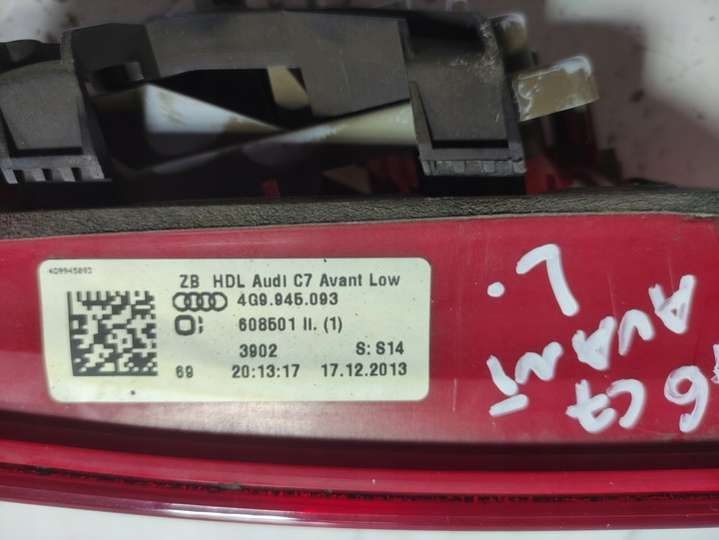 4G9945093
ZB HDL Audi C7 Avant Low
4G9.945.093
608501 II. (1)
3902 S: S14
69 20:13:17 17.12.2013
A6 C7
AVANT
L.